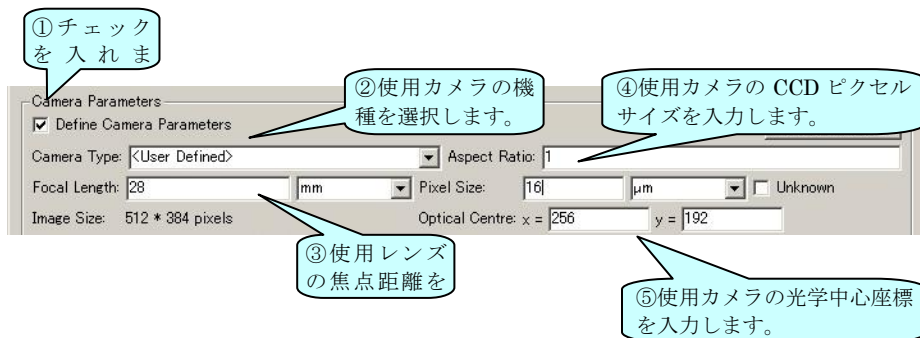 ①チェック
を入れま
②使用カメラの機
種を選択します。
④使用カメラの CCD ピクセル
サイズを入力します。
Camera Parameters
Define Camera Parameters
Camera Type: <User Defined> Aspect Ratio: 1
Focal Length: 28 mm Pixel Size: 16 μm Unknown
Image Size: 512 * 384 pixels Optical Centre: x = 256 y = 192
③使用レンズ
の焦点距離を
⑤使用カメラの光学中心座標
を入力します。